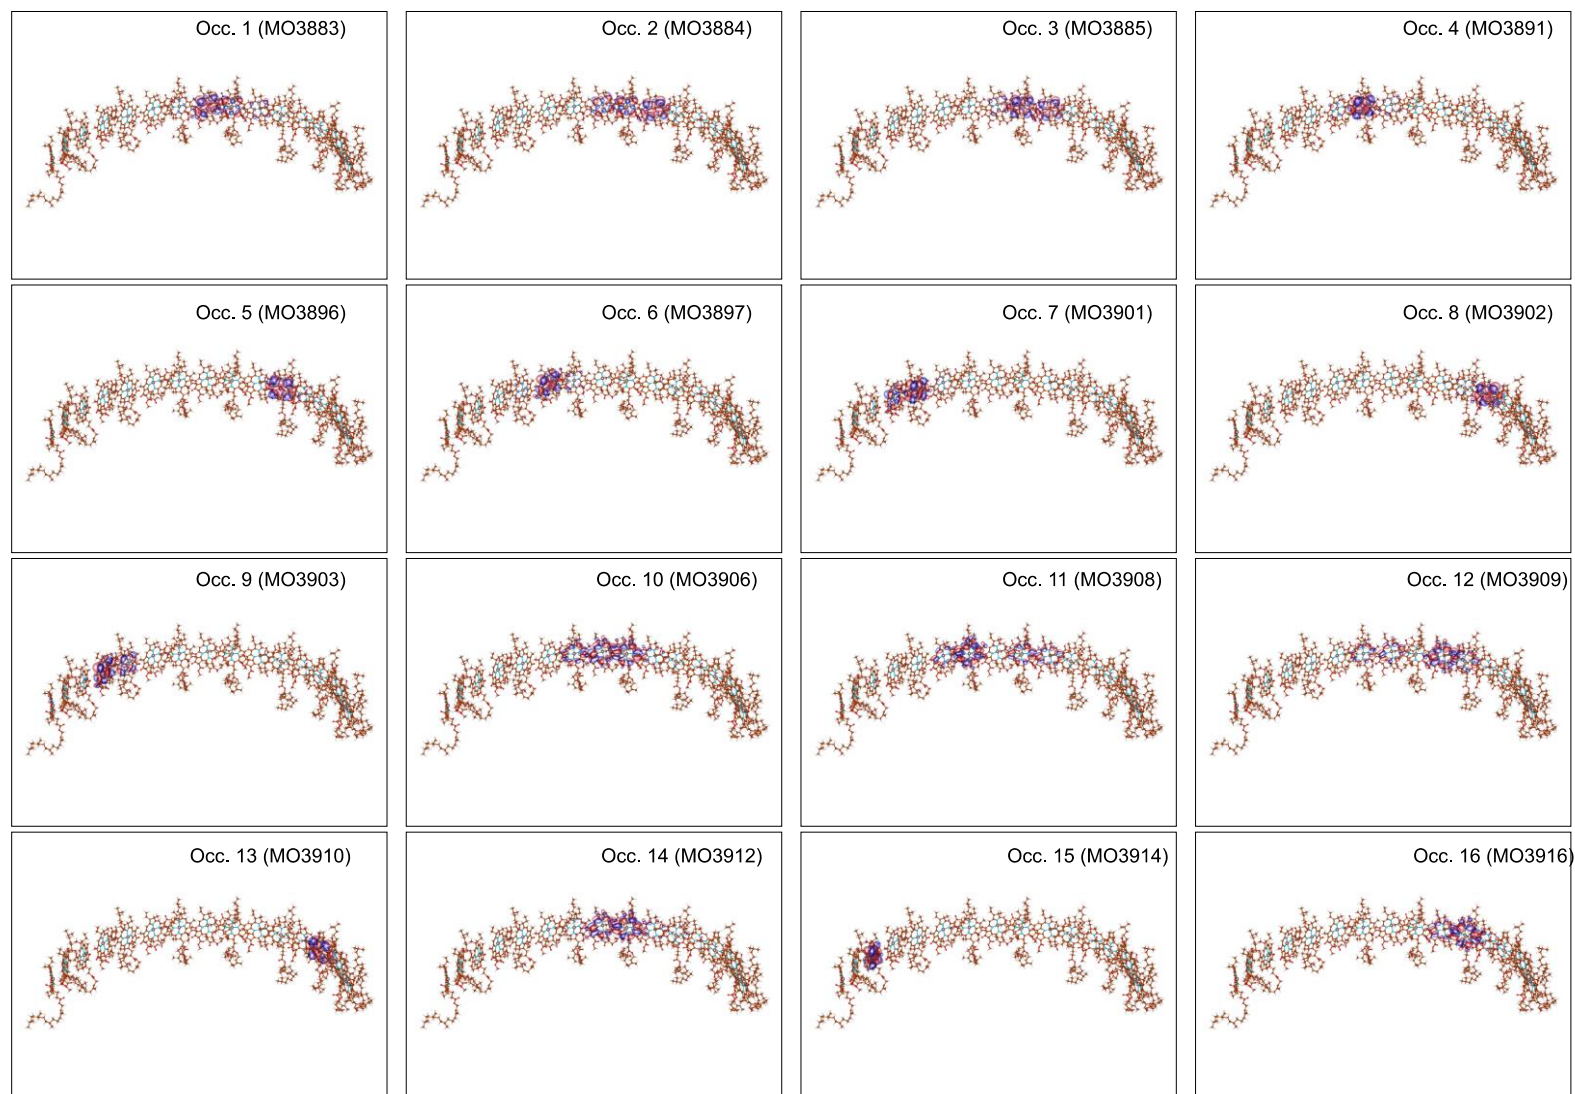 Occ. 1 (MO3883)
Occ. 2 (MO3884)
Occ. 3 (MO3885)
Occ. 4 (MO3891)
Occ. 5 (MO3896)
Occ. 6 (MO3897)
Occ. 7 (MO3901)
Occ. 8 (MO3902)
Occ. 9 (MO3903)
Occ. 10 (MO3906)
Occ. 11 (MO3908)
Occ. 12 (MO3909)
Occ. 13 (MO3910)
Occ. 14 (MO3912)
Occ. 15 (MO3914)
Occ. 16 (MO3916)